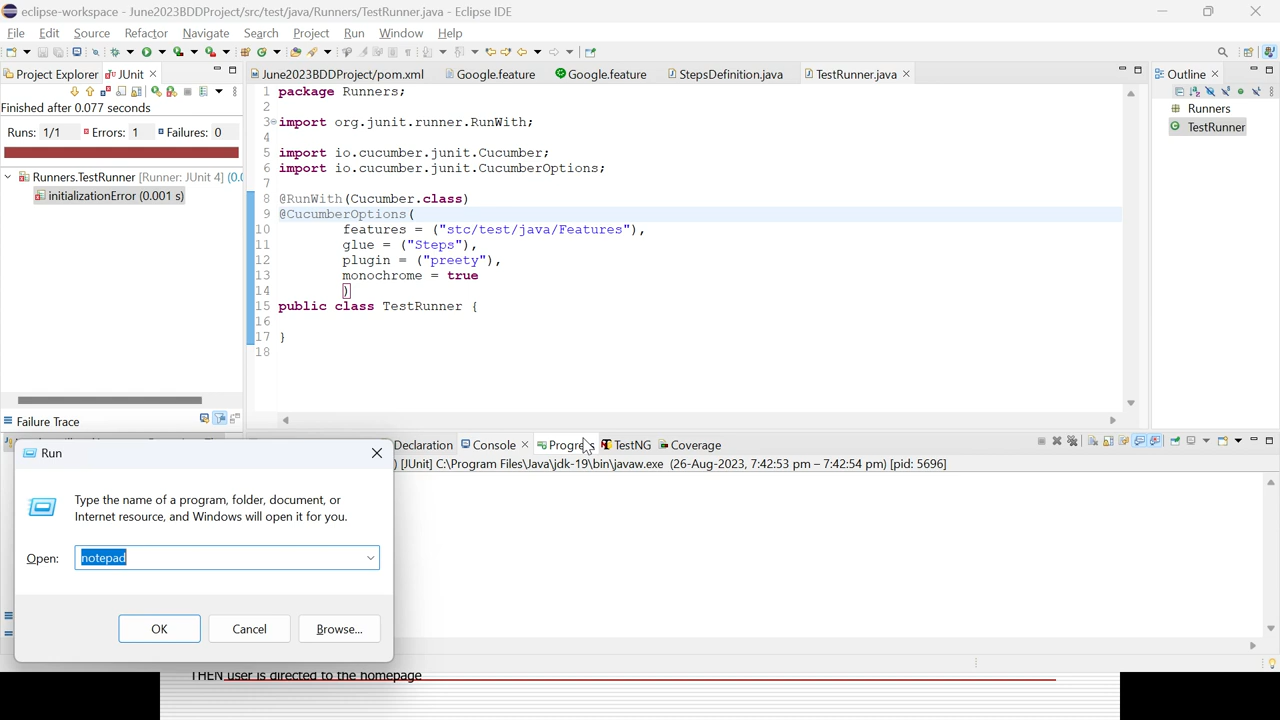 eclipse-workspace - June2023BDDProject/src/test/java/Runners/TestRunner.java - Eclipse IDE
File Edit Source Refactor Navigate Search Project Run Window Help
Project Explorer JUnit
June2023BDDProject/pom.xml Google.feature Google.feature StepsDefinition.java TestRunner.java
Outline
Finished after 0.077 seconds
Runs: 1/1 Errors: 1 Failures: 0
Runners.TestRunner [Runner: JUnit 4] (0.0
initializationError (0.001 s)
Failure Trace
1 package Runners;
2
3 import org.junit.runner.RunWith;
4
5 import io.cucumber.junit.Cucumber;
6 import io.cucumber.junit.CucumberOptions;
7
8 @RunWith(Cucumber.class)
9 @CucumberOptions(
10 features = ("stc/test/java/Features"),
11 glue = ("Steps"),
12 plugin = ("preety"),
13 monochrome = true
14 )
15 public class TestRunner {
16
17 }
18
Runners
TestRunner
Declaration Console Progress TestNG Coverage
) [JUnit] C:\Program Files\Java\jdk-19\bin\javaw.exe (26-Aug-2023, 7:42:53 pm – 7:42:54 pm) [pid: 5696]
Run
Type the name of a program, folder, document, or
Internet resource, and Windows will open it for you.
Open: notepad
OK Cancel Browse...
THEN user is directed to the homepage